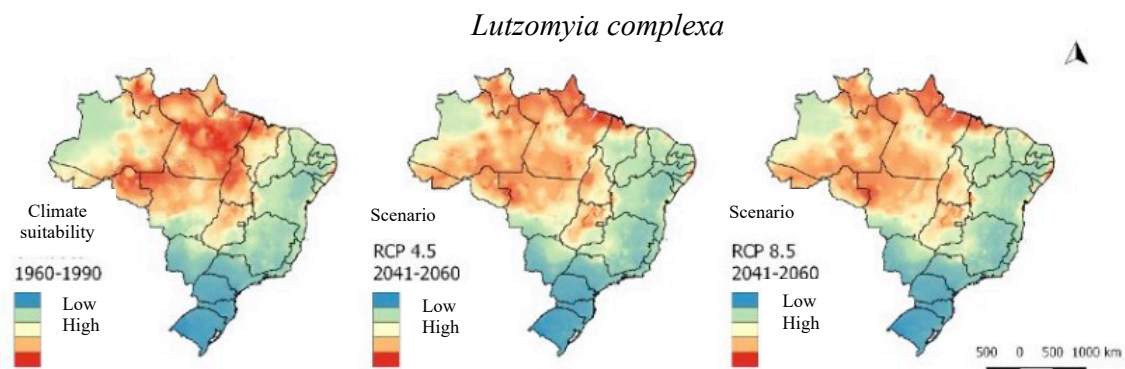 Lutzomyia complexa
Climate
suitability
1960-1990
Low
High
Scenario
RCP 4.5
2041-2060
Low
High
Scenario
RCP 8.5
2041-2060
Low
High
500 0 500 1000 km